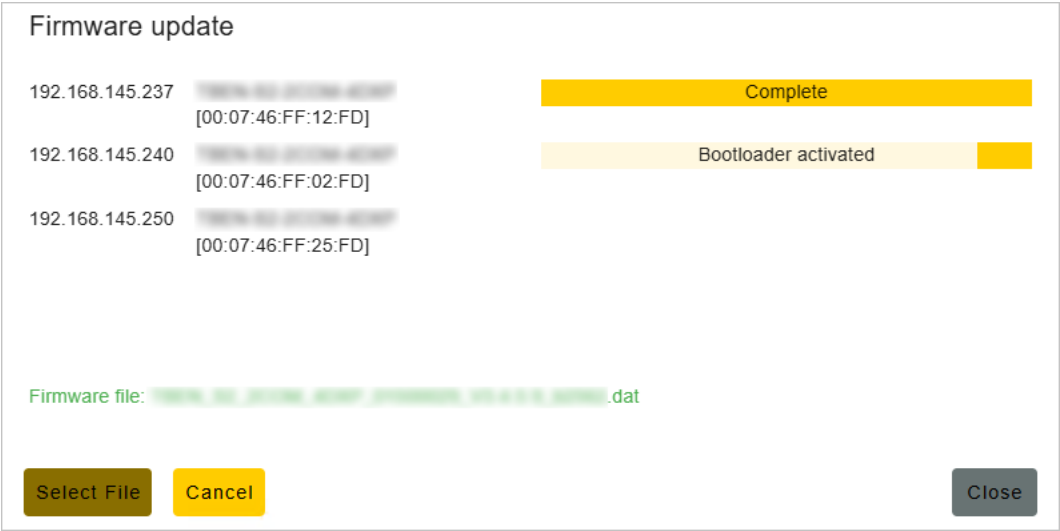 Firmware update
192.168.145.237 Complete
[00:07:46:FF:12:FD]
192.168.145.240 Bootloader activated
[00:07:46:FF:02:FD]
192.168.145.250
[00:07:46:FF:25:FD]
Firmware file: .dat
Select File Cancel Close